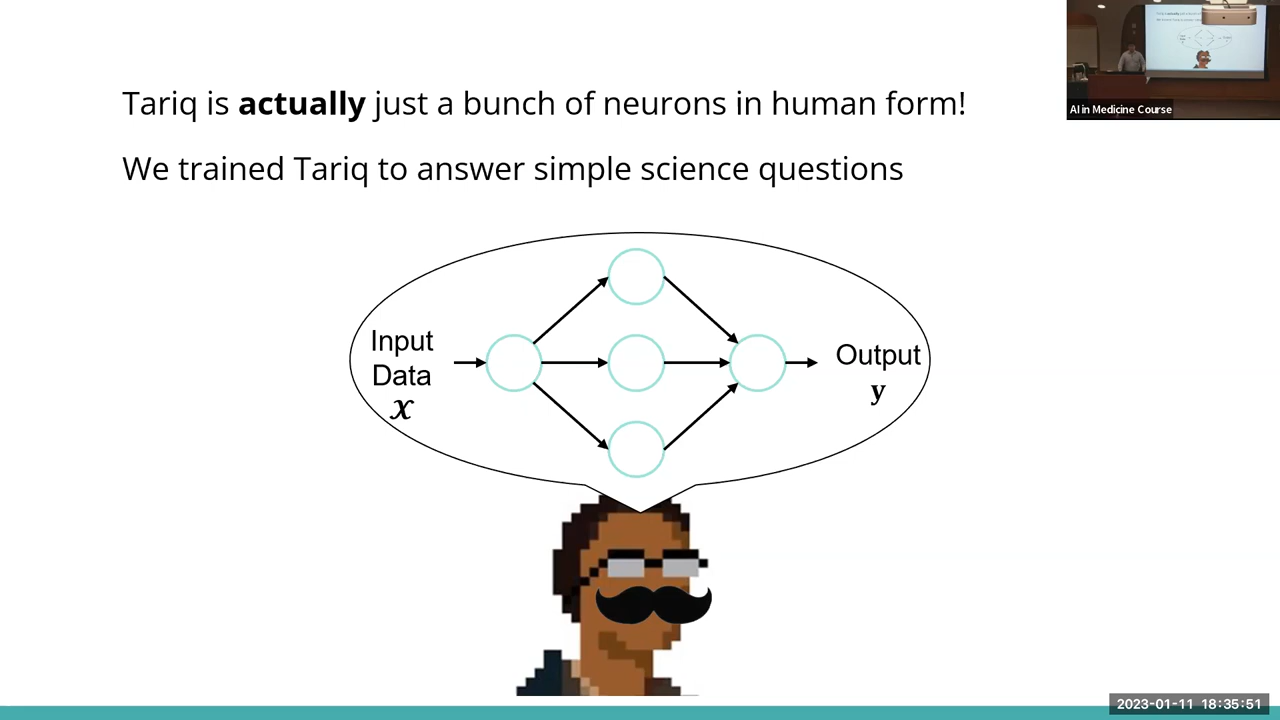 Tariq is actually just a bunch of neurons in human form!
We trained Tariq to answer simple science questions
Input
Data
x
Output
y
AI in Medicine Course
2023-01-11 18:35:51